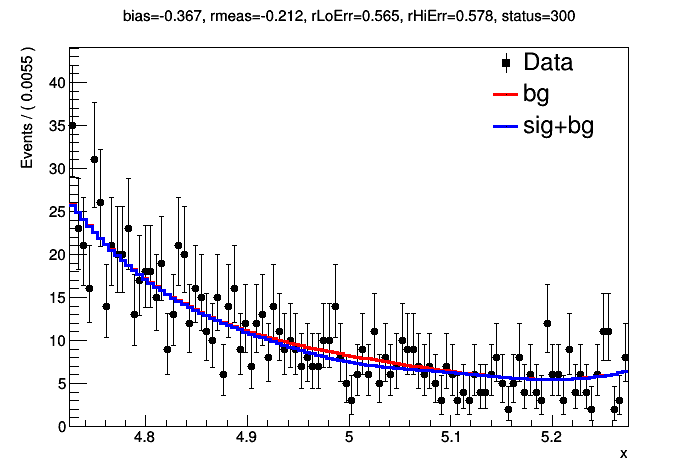 bias=-0.367, rmeas=-0.212, rLoErr=0.565, rHiErr=0.578, status=300
Events / ( 0.0055 )
40
35
30
25
20
15
10
5
0
Data
bg
sig+bg
4.8
4.9
5
5.1
5.2
x